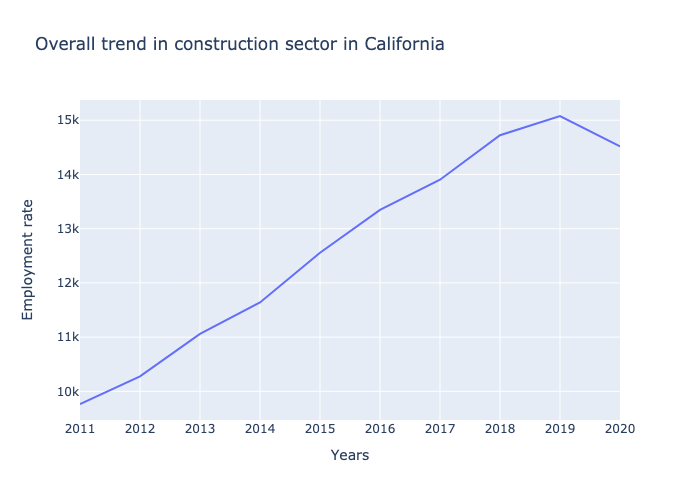 Overall trend in construction sector in California
15k
14k
13k
12k
11k
10k
Employment rate
2011 2012 2013 2014 2015 2016 2017 2018 2019 2020
Years